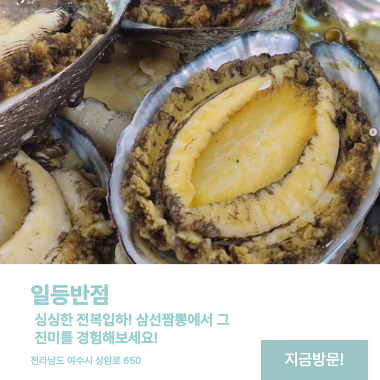 일등반점
싱싱한 전복입하! 삼선짬뽕에서 그
진미를 경험해보세요!
전라남도 여수시 상암로 650
지금방문!